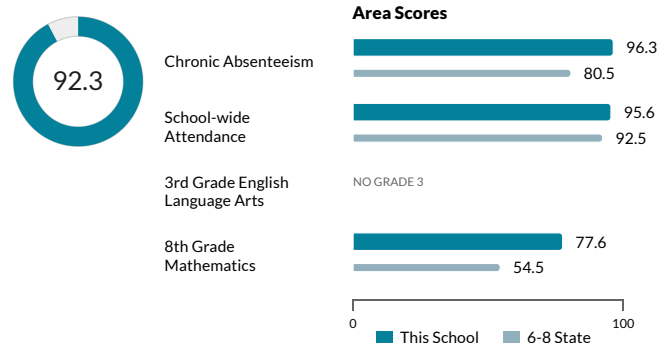 Area Scores
92.3
Chronic Absenteeism
96.3
80.5
School-wide
Attendance
95.6
92.5
3rd Grade English
Language Arts
NO GRADE 3
8th Grade
Mathematics
77.6
54.5
0
100
This School
6-8 State